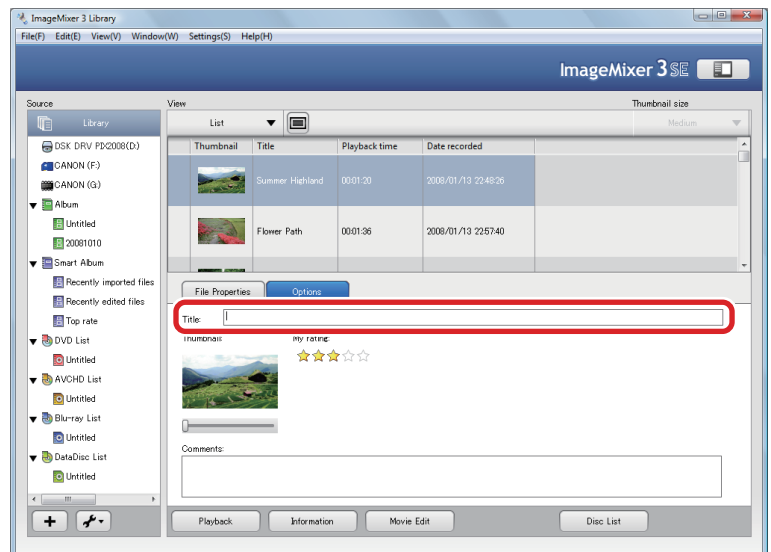 ImageMixer 3 Library
File(F) Edit(E) View(V) Window(W) Settings(S) Help(H)
ImageMixer 3 SE
Source
View
Thumbnail size
Library
List
Medium
DSK DRV PD(2008(D:)
CANON (F:)
CANON (G:)
Album
Untitled
20081010
Smart Album
Recently imported files
Recently edited files
Top rate
DVD List
Untitled
AVCHD List
Untitled
Blu-ray List
Untitled
DataDisc List
Untitled
Thumbnail Title Playback time Date recorded
Summer Highland 00:01:20 2008/01/13 22:48:26
Flower Path 00:01:36 2008/01/13 22:57:40
File Properties Options
Title:
Thumbnail: My rating:
Comments:
Playback Information Movie Edit Disc List